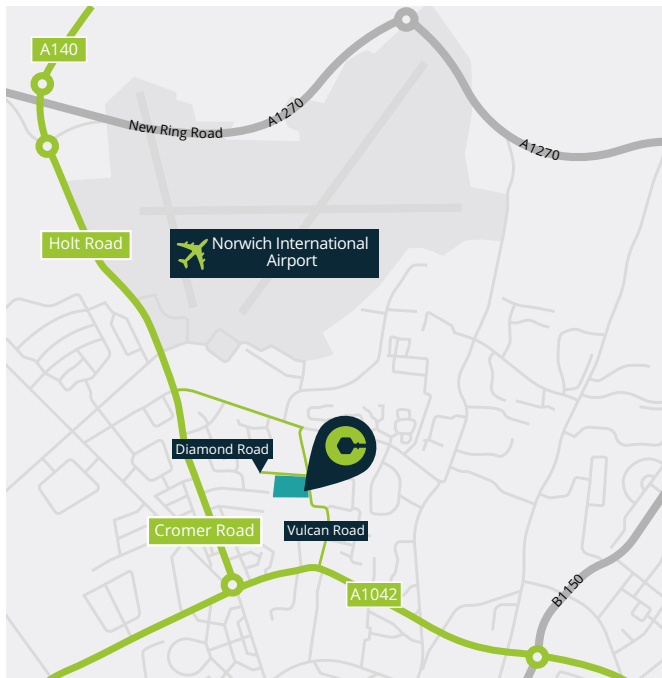 A140
A1270
New Ring Road
A1270
Holt Road
Norwich International
Airport
Diamond Road
Cromer Road
Vulcan Road
A1042
B1150